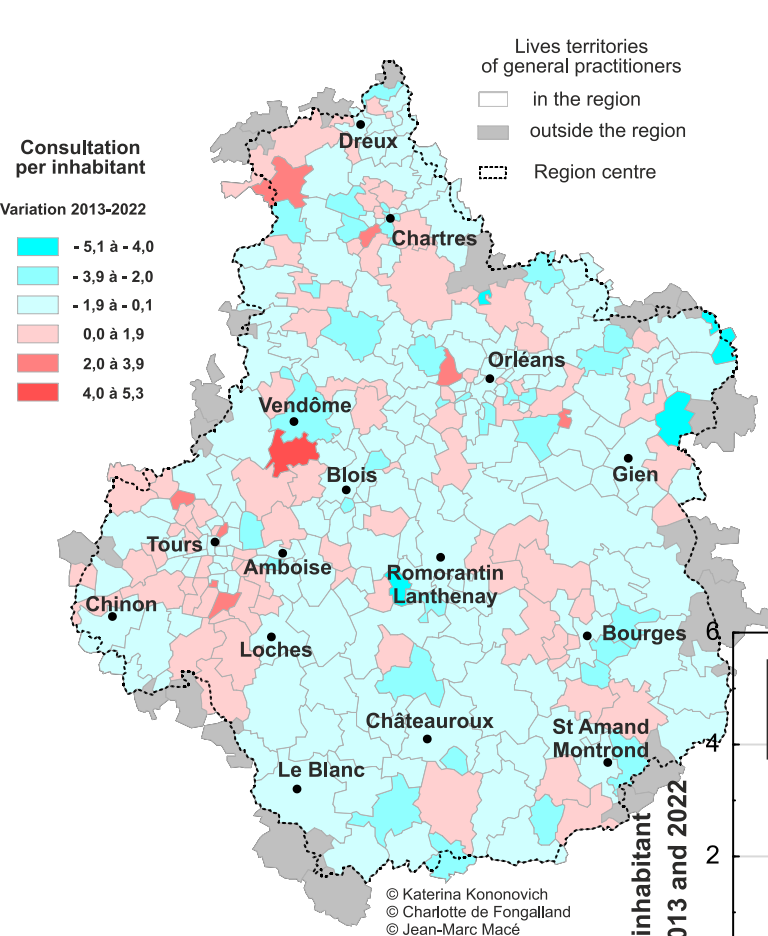 Lives territories
of general practitioners
in the region
outside the region
Region centre
Consultation
per inhabitant
Variation 2013-2022
- 5,1 à - 4,0
- 3,9 à - 2,0
- 1,9 à - 0,1
0,0 à 1,9
2,0 à 3,9
4,0 à 5,3
Dreux
Chartres
Orléans
Vendôme
Blois
Gien
Tours
Amboise
Romorantin
Lanthenay
Chinon
Bourges
Loches
Châteauroux
St Amand
Montrond
Le Blanc
6
4
2
inhabitant
013 and 2022
© Katerina Kononovich
© Charlotte de Fongalland
© Jean-Marc Macé